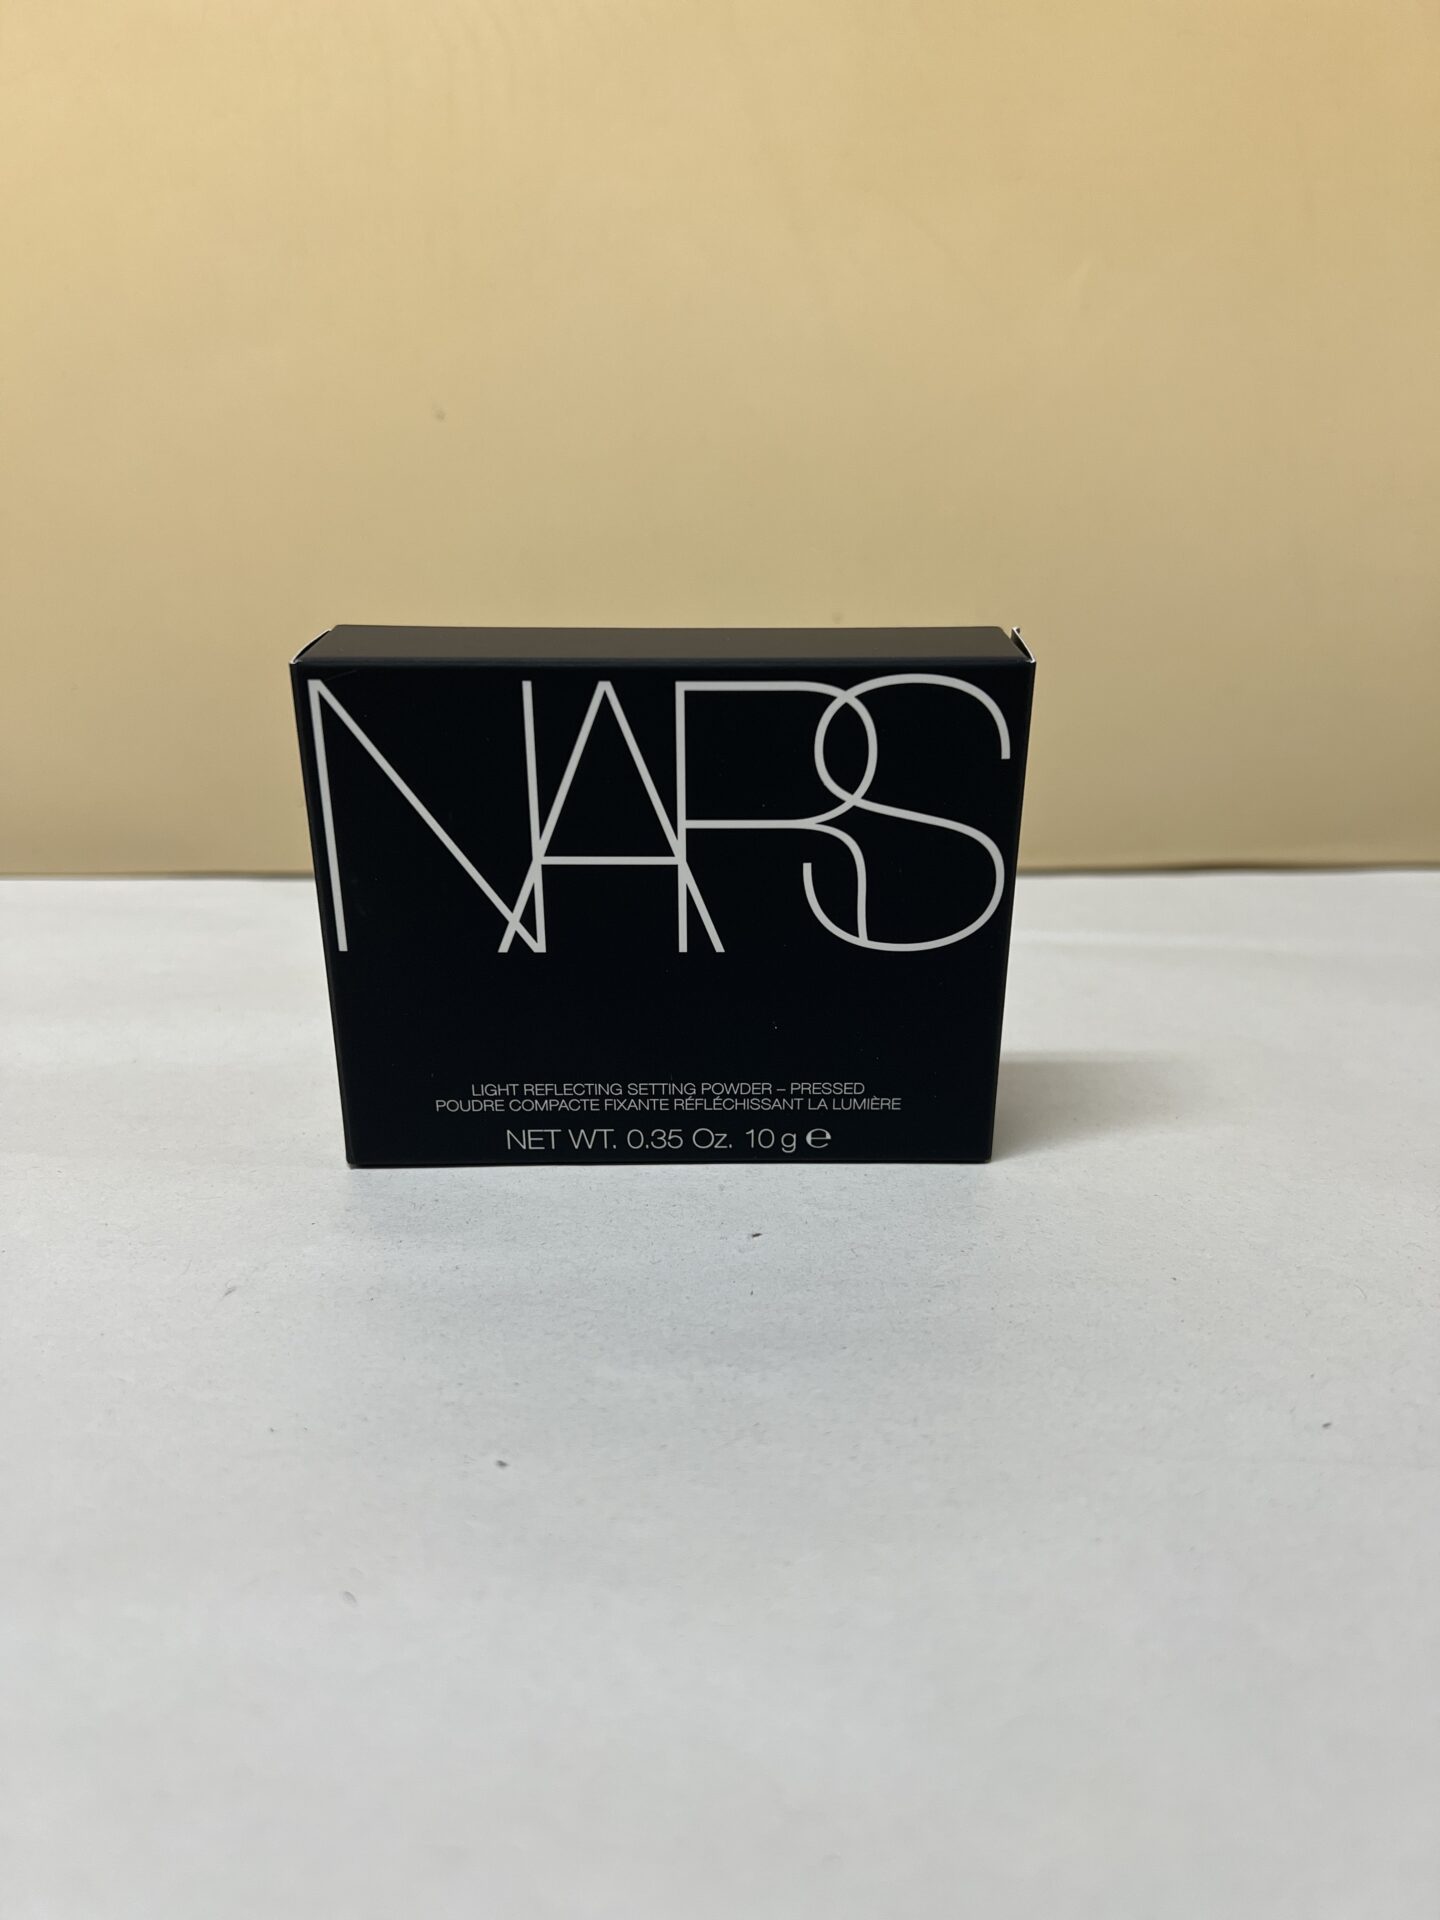 NARS
LIGHT REFLECTING SETTING POWDER – PRESSED
POUDRE COMPACTE FIXANTE RÉFLÉCHISSANT LA LUMIÈRE
NET WT. 0.35 Oz. 10 g ℮